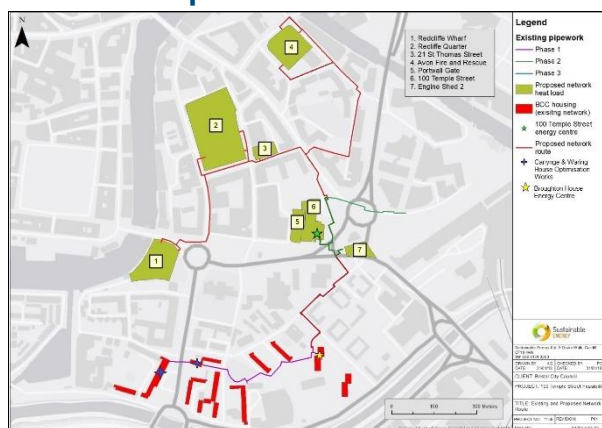 N
1. Redcliffe Wharf
2. Recliffe Quarter
3. 21 St Thomas Street
4. Avon Fire and Rescue
5. Portwall Gate
6. 100 Temple Street
7. Engine Shed 2
4
2
3
6
5
7
1
Legend
Existing pipework
Phase 1
Phase 2
Phase 3
Proposed network
heat load
BCC housing
(exisitng network)
100 Temple Street
energy centre
Proposed network
route
Canynge & Waring
House Optimisation
Works
Broughton House
Energy Centre
Sustainable
ENERGY
CLIENT: Bristol City Council
TITLE: Existing and Proposed Network
Route